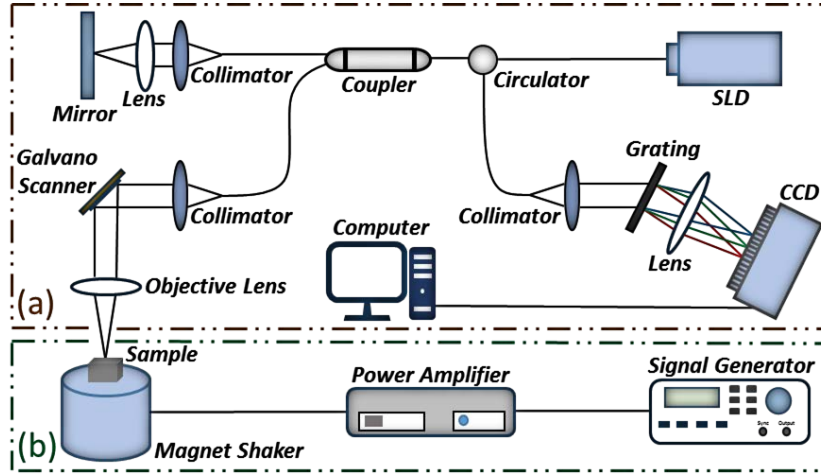 Mirror
Lens
Collimator
Coupler
Circulator
SLD
Galvano
Scanner
Collimator
Collimator
Grating
Lens
CCD
Computer
Objective Lens
(a)
Sample
Magnet Shaker
Power Amplifier
Signal Generator
Sync
Output
(b)